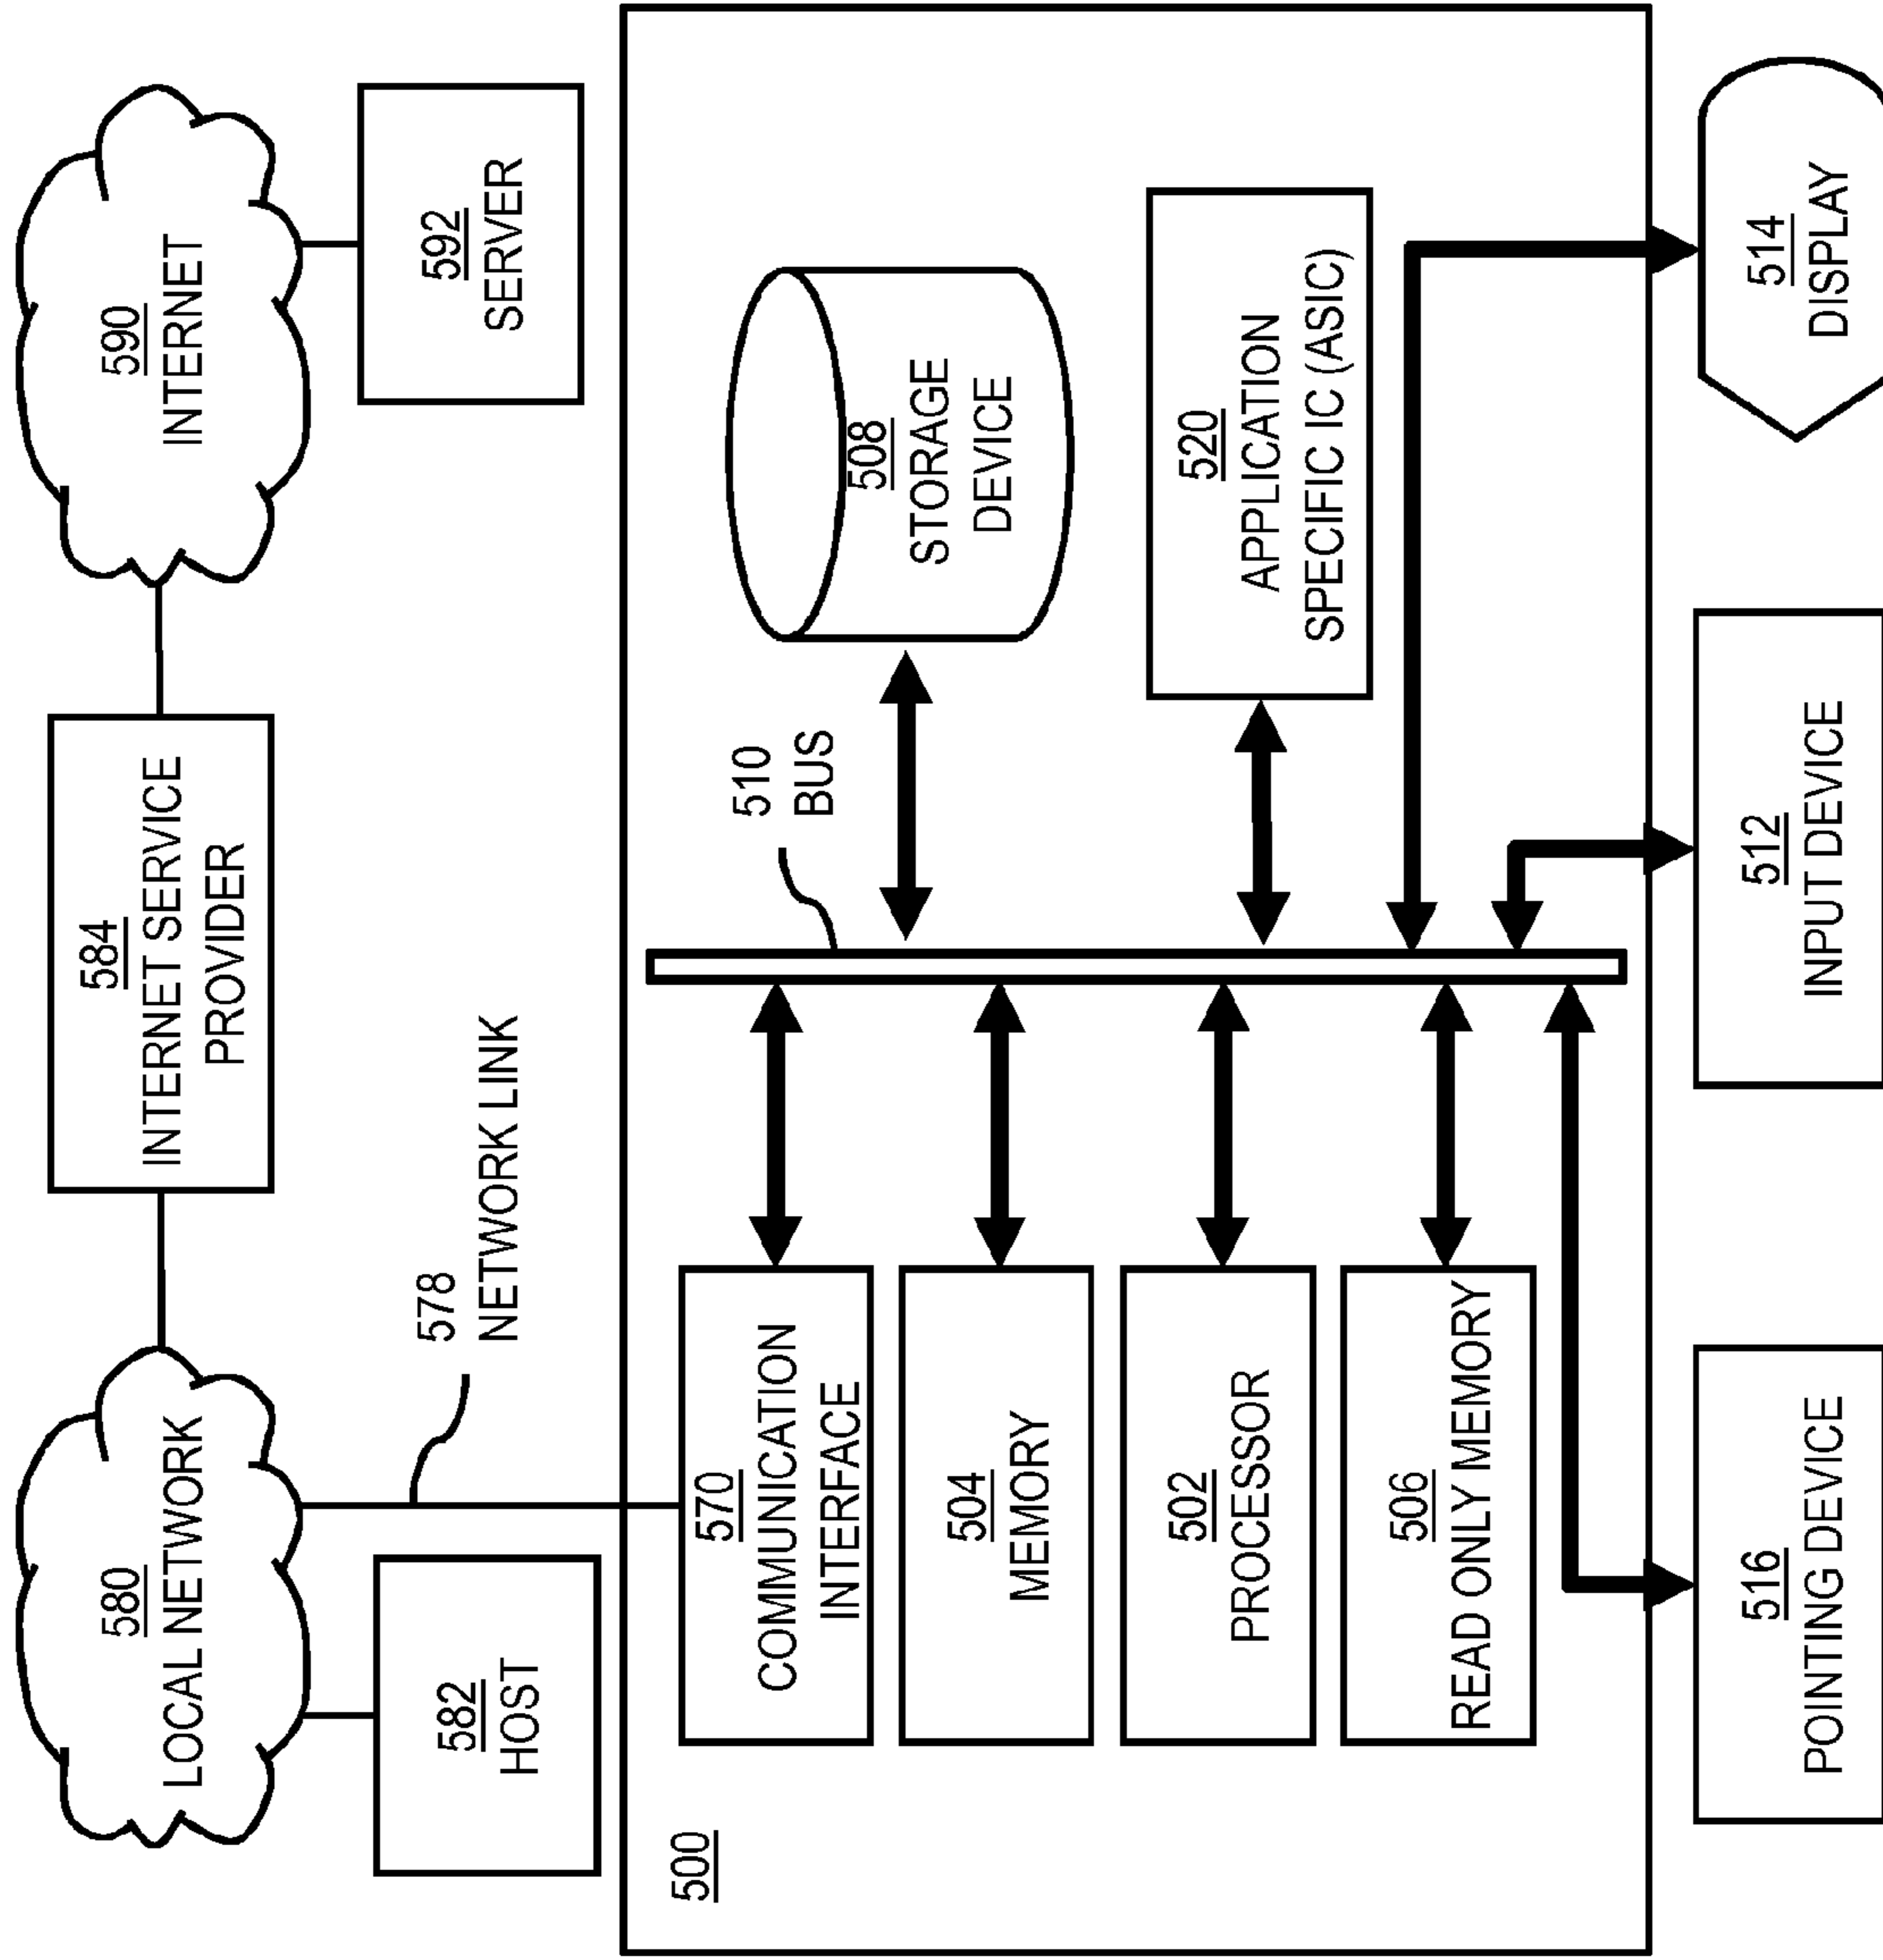 580
LOCAL NETWORK
584
INTERNET SERVICE
PROVIDER
590
INTERNET
582
HOST
578
NETWORK LINK
592
SERVER
500
570
COMMUNICATION
INTERFACE
510
BUS
508
STORAGE
DEVICE
504
MEMORY
502
PROCESSOR
520
APPLICATION
SPECIFIC IC (ASIC)
506
READ ONLY MEMORY
516
POINTING DEVICE
512
INPUT DEVICE
514
DISPLAY